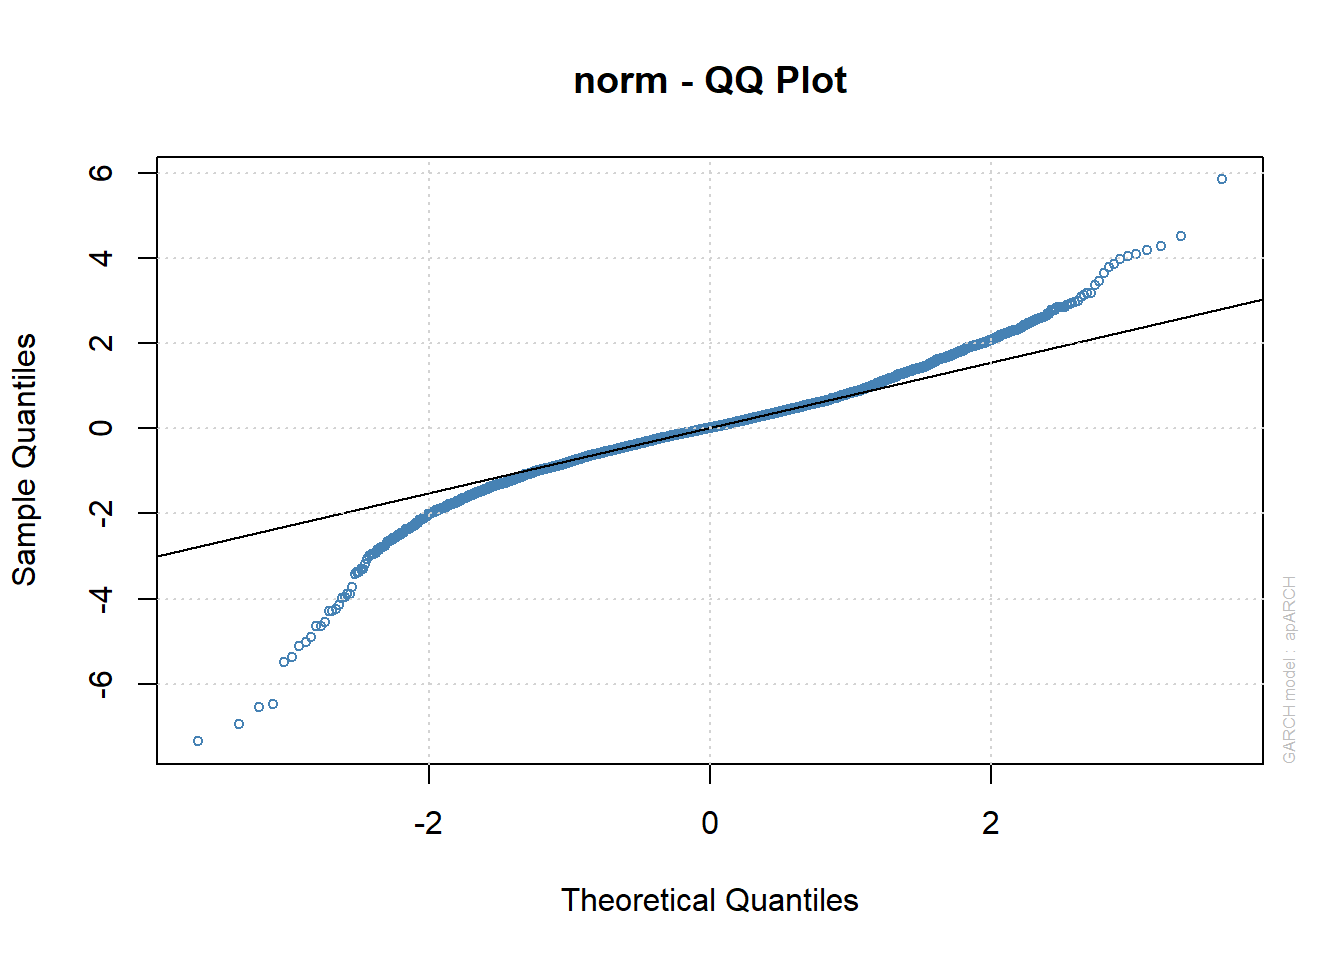 norm - QQ Plot
Sample Quantiles
6
4
2
0
-2
-4
-6
-2
0
2
Theoretical Quantiles
GARCH model : apARCH